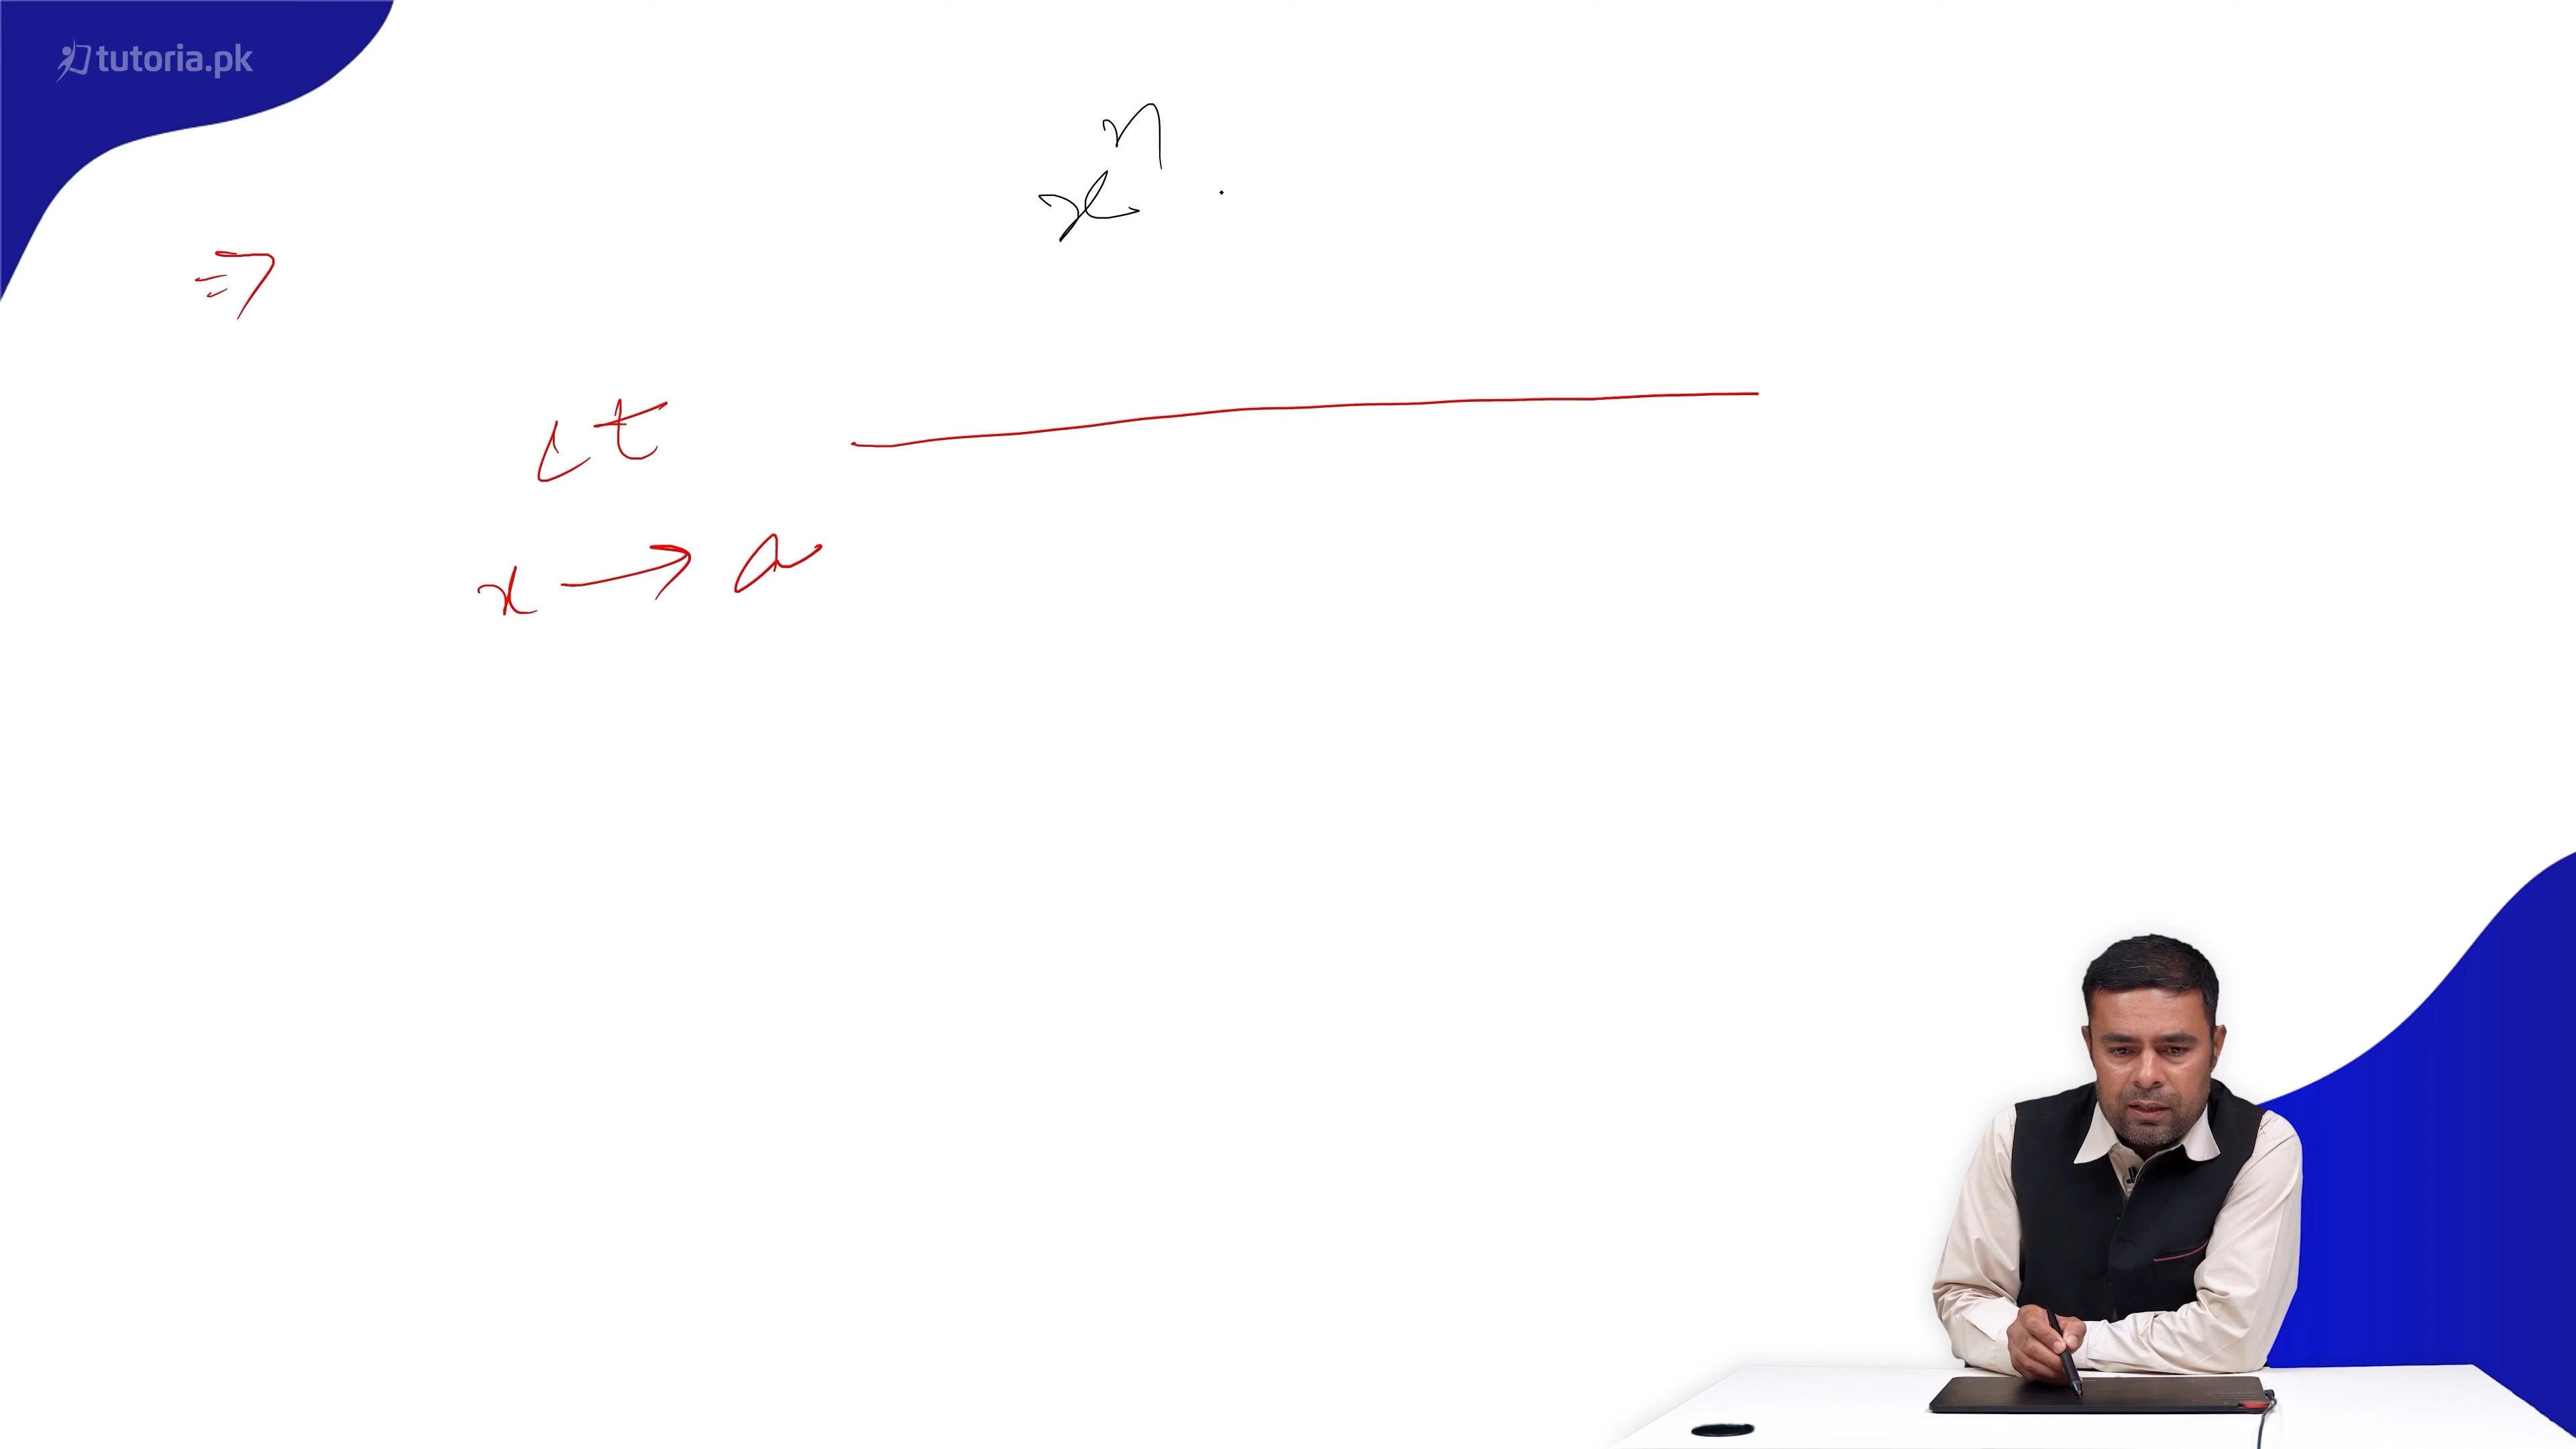 tutoria.pk
xⁿ
⇒
Lt
x → a